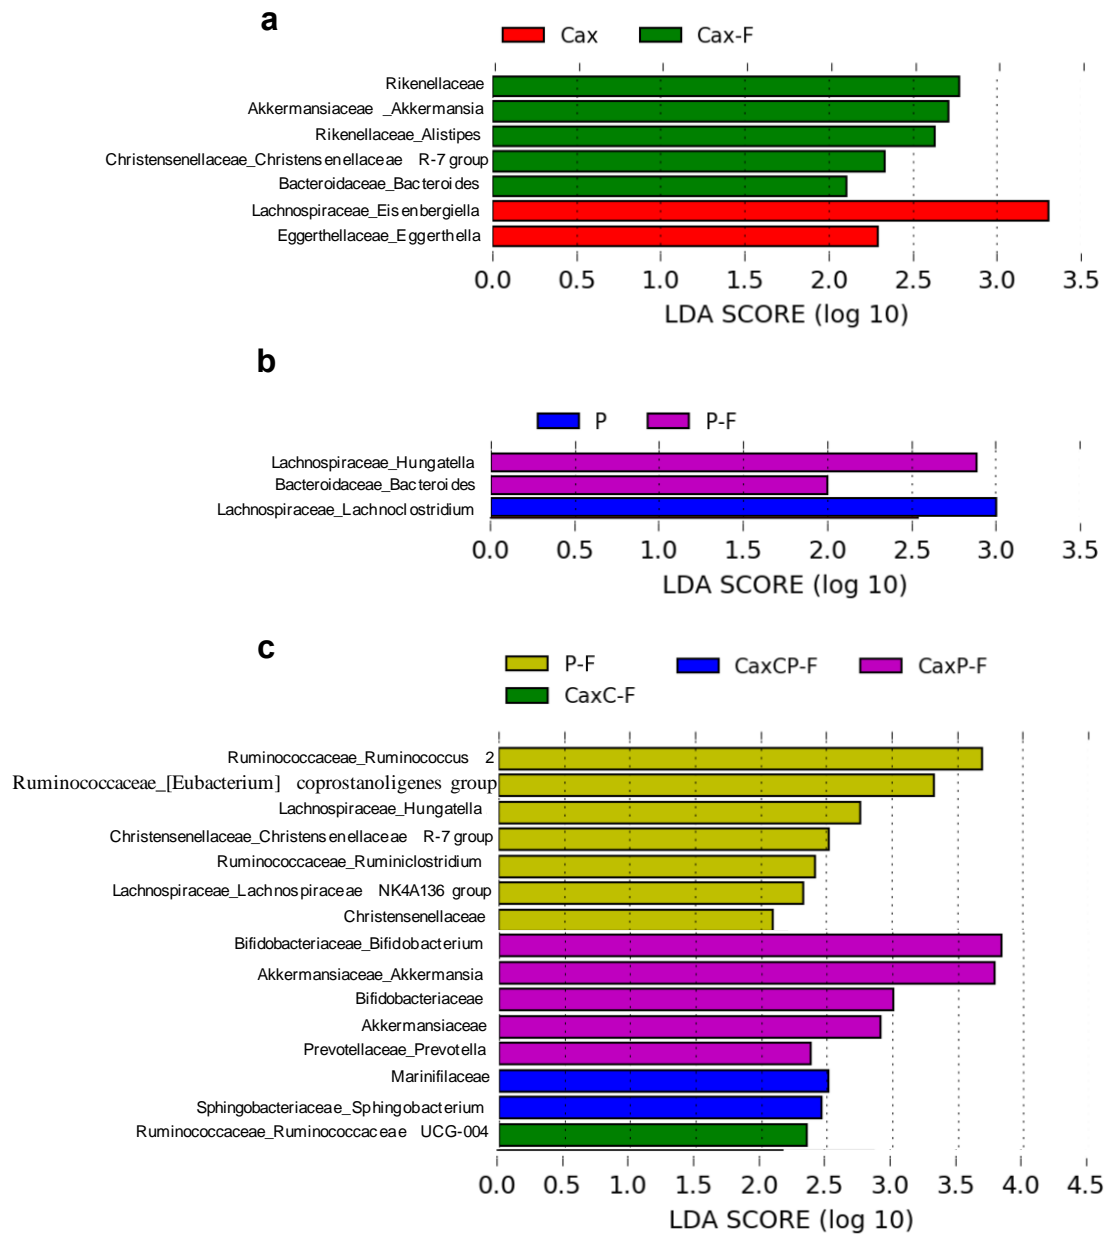 a
Cax Cax-F
Rikenellaceae
Akkermansiaceae _Akkermansia
Rikenellaceae_Alistipes
Christensenellaceae_Christensenellaceae R-7 group
Bacteroidaceae_Bacteroides
Lachnospiraceae_Eisenbergiella
Eggerthellaceae_Eggerthella
0.0 0.5 1.0 1.5 2.0 2.5 3.0 3.5
LDA SCORE (log 10)
b
P P-F
Lachnospiraceae_Hungatella
Bacteroidaceae_Bacteroides
Lachnospiraceae_Lachnoclostridium
0.0 0.5 1.0 1.5 2.0 2.5 3.0 3.5
LDA SCORE (log 10)
c
P-F CaxCP-F CaxP-F
CaxC-F
Ruminococcaceae_Ruminococcus 2
Ruminococcaceae_[Eubacterium] coprostanoligenes group
Lachnospiraceae_Hungatella
Christensenellaceae_Christensenellaceae R-7 group
Ruminococcaceae_Ruminiclostridium
Lachnospiraceae_Lachnospiraceae NK4A136 group
Christensenellaceae
Bifidobacteriaceae_Bifidobacterium
Akkermansiaceae_Akkermansia
Bifidobacteriaceae
Akkermansiaceae
Prevotellaceae_Prevotella
Marinifilaceae
Sphingobacteriaceae_Sphingobacterium
Ruminococcaceae_Ruminococcaceae UCG-004
0.0 0.5 1.0 1.5 2.0 2.5 3.0 3.5 4.0 4.5
LDA SCORE (log 10)